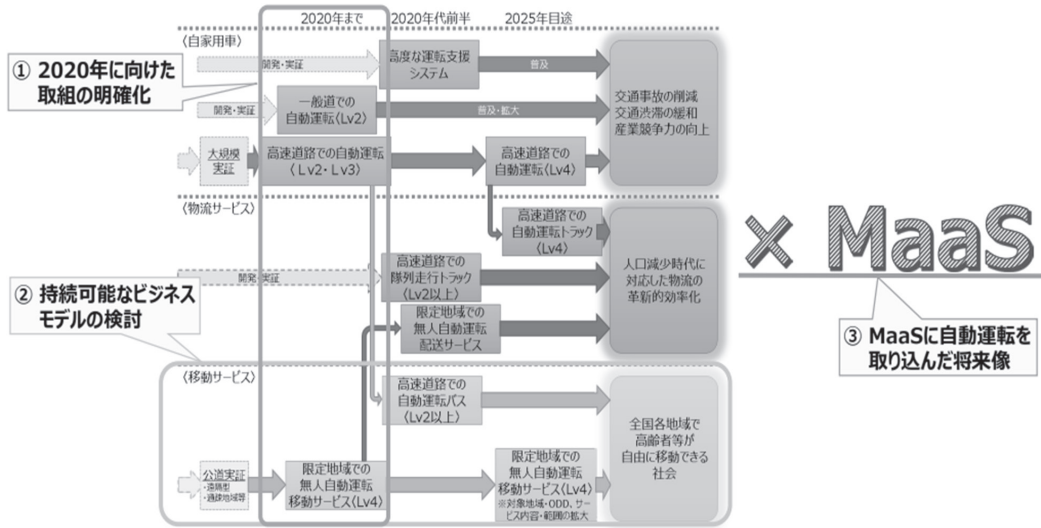 2020年まで
2020年代前半
2025年目途
〈自家用車〉
① 2020年に向けた
取組の明確化
開発・実証
高度な運転支援
システム
普及
開発・実証
一般道での
自動運転(Lv2)
普及・拡大
大規模
実証
高速道路での自動運転
(Lv2・Lv3)
高速道路での
自動運転(Lv4)
交通事故の削減
交通渋滞の緩和
産業競争力の向上
〈物流サービス〉
高速道路での
自動運転トラック
(Lv4)
開発・実証
高速道路での
隊列走行トラック
(Lv2以上)
限定地域での
無人自動運転
配送サービス
人口減少時代に
対応した物流の
革新的効率化
② 持続可能なビジネス
モデルの検討
〈移動サービス〉
高速道路での
自動運転バス
(Lv2以上)
公道実証
・遠隔型
・過疎地域等
限定地域での
無人自動運転
移動サービス(Lv4)
限定地域での
無人自動運転
移動サービス(Lv4)
※対象地域・ODD、サー
ビス内容・範囲の拡大
全国各地域で
高齢者等が
自由に移動できる
社会
× MaaS
③ MaaSに自動運転を
取り込んだ将来像